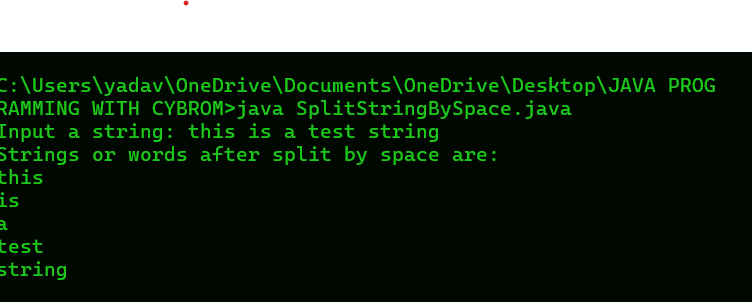 C:\Users\yadav\OneDrive\Documents\OneDrive\Desktop\JAVA PROG
RAMMING WITH CYBROM>java SplitStringBySpace.java
Input a string: this is a test string
Strings or words after split by space are:
this
is
a
test
string